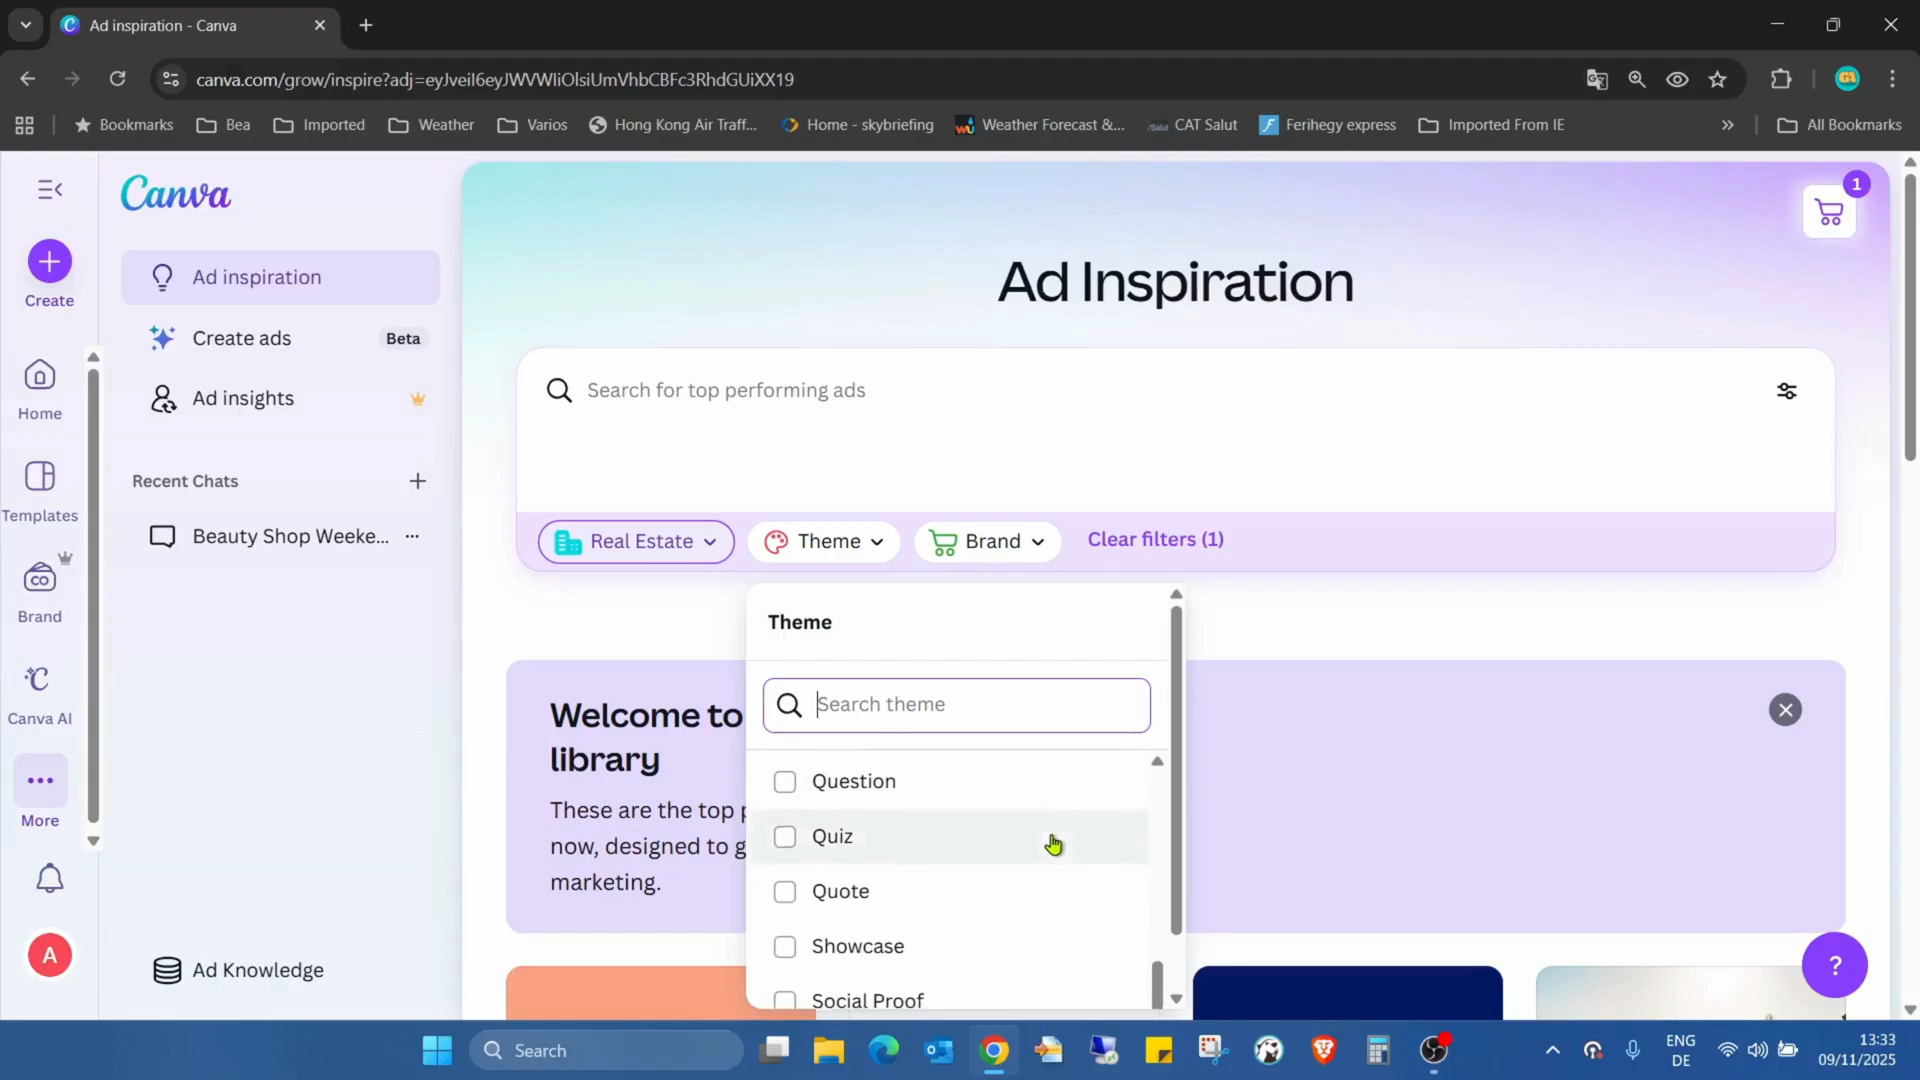 Ad inspiration - Canva
canva.com/grow/inspire?adj=eyJveil6eyJWVWIiOlsiUmVhbCBFc3RhdGUiXX19
Bookmarks
Bea
Imported
Weather
Varios
Hong Kong Air Traff...
Home - skybriefing
Weather Forecast &...
CAT Salut
Ferihegy express
Imported From IE
All Bookmarks
Canva
1
Create
Ad inspiration
Ad Inspiration
Create ads
Beta
Home
Ad insights
Search for top performing ads
Recent Chats
Templates
Beauty Shop Weeke...
Real Estate
Theme
Brand
Clear filters (1)
Brand
Theme
Search theme
Welcome to
library
Canva AI
These are the top
now, designed to g
marketing.
Question
Quiz
Quote
Showcase
Social Proof
More
A
Ad Knowledge
?
Search
ENG
DE
13:33
09/11/2025